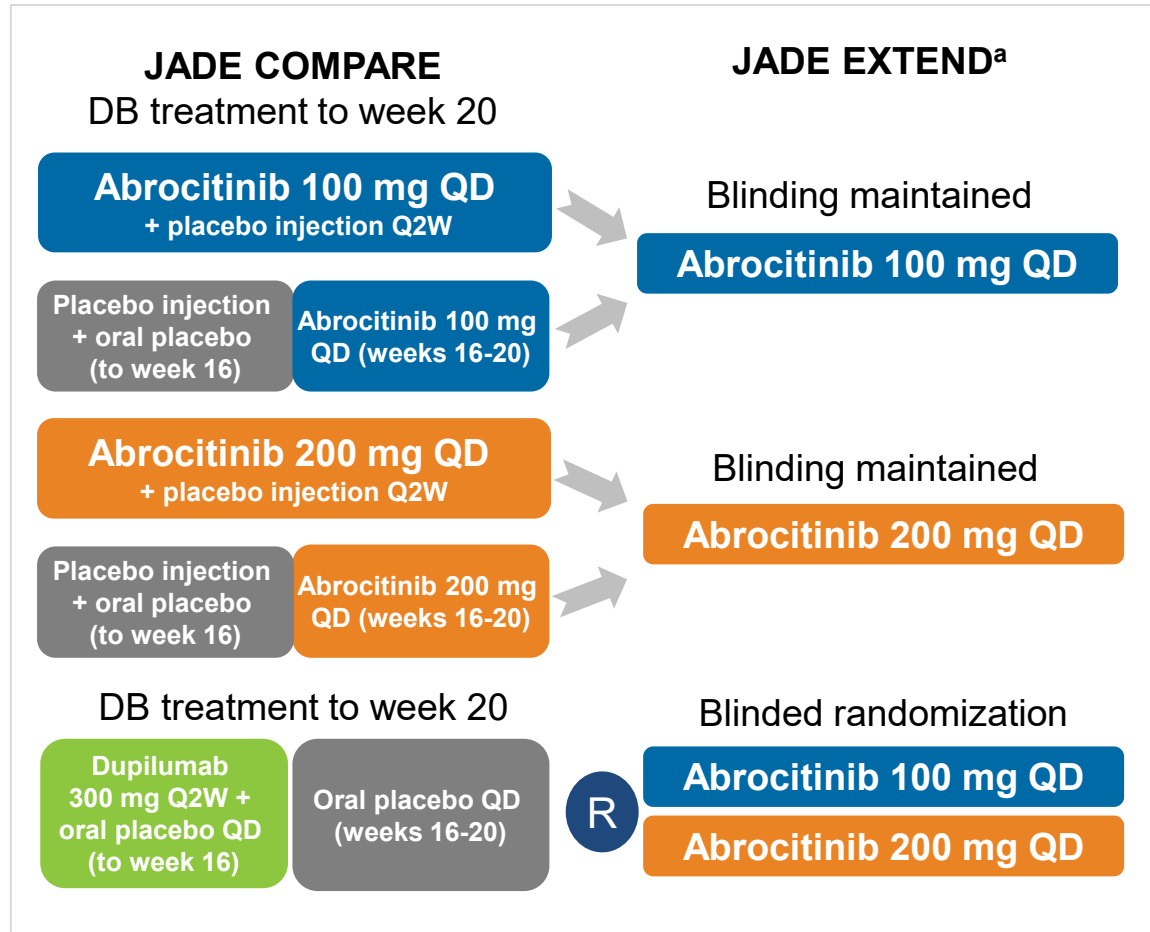 JADE COMPARE
DB treatment to week 20
Abrocitinib 100 mg QD
+ placebo injection Q2W
Placebo injection
+ oral placebo
(to week 16)
Abrocitinib 100 mg
QD (weeks 16-20)
Abrocitinib 200 mg QD
+ placebo injection Q2W
Placebo injection
+ oral placebo
(to week 16)
Abrocitinib 200 mg
QD (weeks 16-20)
DB treatment to week 20
Dupilumab
300 mg Q2W +
oral placebo QD
(to week 16)
Oral placebo QD
(weeks 16-20)
R
JADE EXTENDᵃ
Blinding maintained
Abrocitinib 100 mg QD
Blinding maintained
Abrocitinib 200 mg QD
Blinded randomization
Abrocitinib 100 mg QD
Abrocitinib 200 mg QD